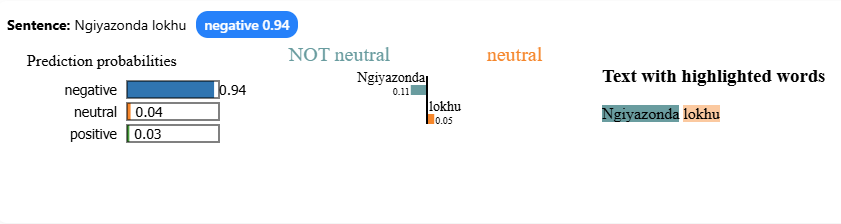 Sentence: Ngiyazonda lokhu negative 0.94
Prediction probabilities
negative 0.94
neutral 0.04
positive 0.03
NOT neutral neutral
Ngiyazonda
0.11
lokhu
0.05
Text with highlighted words
Ngiyazonda lokhu